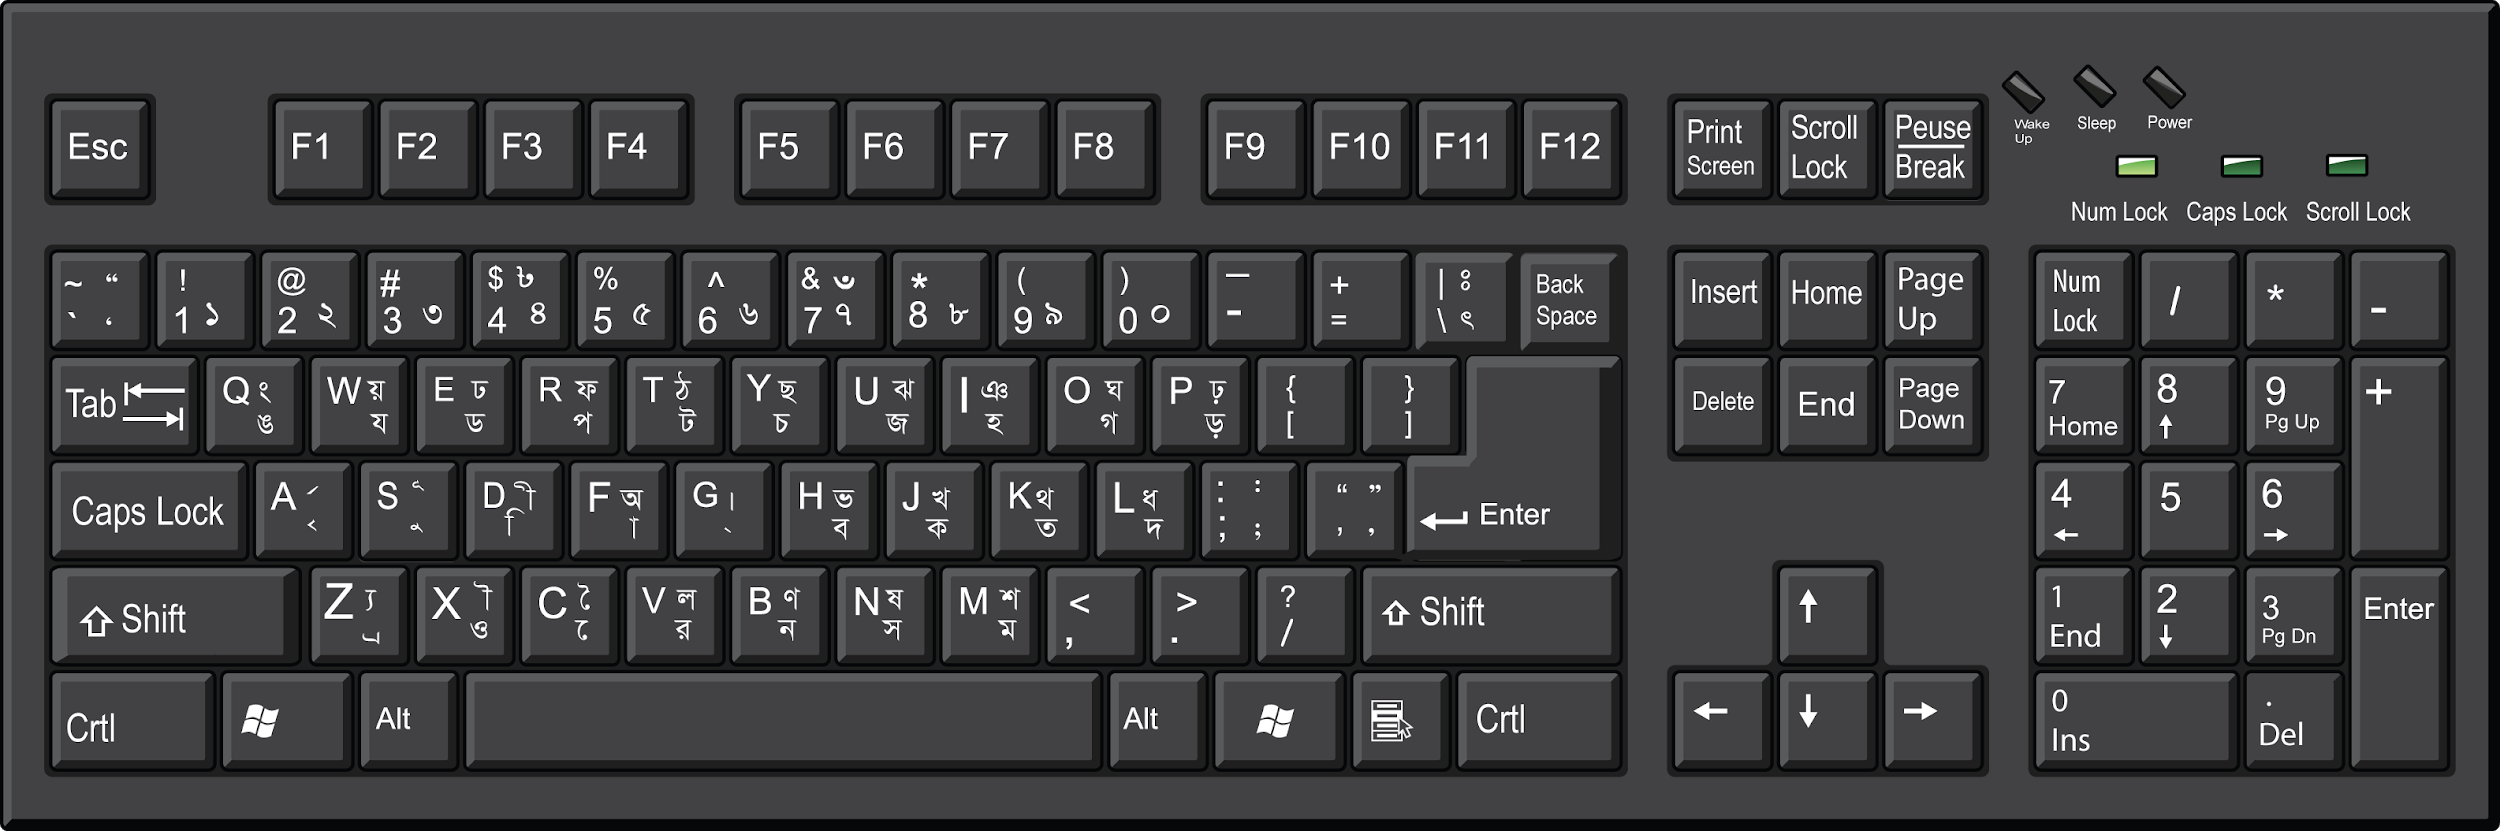 Esc F1 F2 F3 F4 F5 F6 F7 F8 F9 F10 F11 F12 Print Scroll Peuse
Screen Lock Break
Wake Up Sleep Power
Num Lock Caps Lock Scroll Lock
~ “ ! @ # $ ৳ % ^ & ঁ * ( ) _ + | ঃ Back
` ‘ 1 ১ 2 ২ 3 ৩ 4 ৪ 5 ৫ 6 ৬ 7 ৭ 8 ৮ 9 ৯ 0 ০ - = \ ৎ Space
Insert Home Page Up Num Lock / * -
Tab Q ং W য় E ঢ R ফ T ঠ Y ছ U ঝ I ঞ O ঘ P ঢ় { }
ঙ য ড প ট চ জ হ গ ড় [ ]
Delete End Page Down 7 Home 8 ↑ 9 Pg Up +
Caps Lock A র্ S ূ D ী F অ G । H ভ J খ K থ L ধ : : “ ” Enter
ৃ ু ি া ্ ব ক ত দ ; ; ‚ ’
4 ← 5 6 →
Shift Z ্য X ৗ C ৈ V ল B ণ N ষ M শ < > ? Shift
্র ও ে র ন স ম , . /
↑ 1 End 2 ↓ 3 Pg Dn Enter
Crtl Alt Alt Crtl
← ↓ → 0 Ins . Del